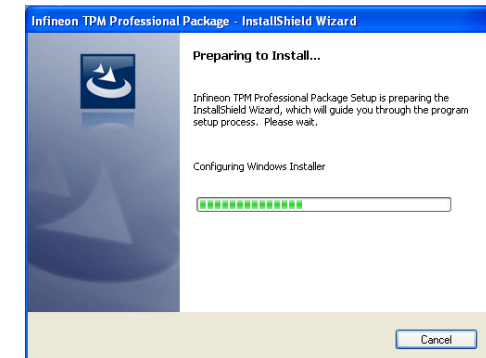 Infineon TPM Professional Package - InstallShield Wizard
Preparing to Install...
Infineon TPM Professional Package Setup is preparing the
InstallShield Wizard, which will guide you through the program
setup process. Please wait.
Configuring Windows Installer
Cancel